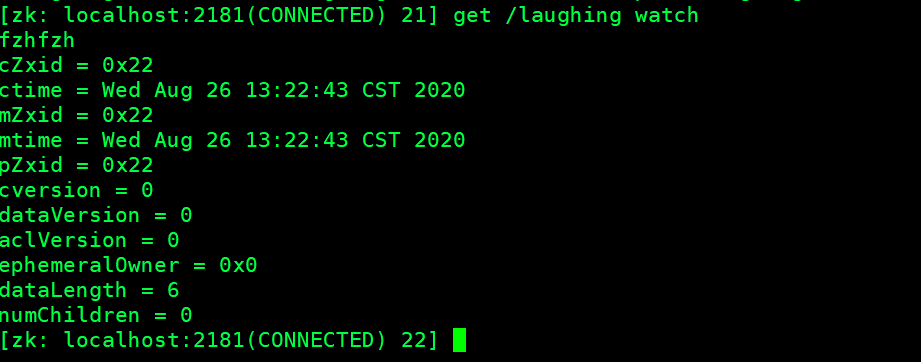 [zk: localhost:2181(CONNECTED) 21] get /laughing watch
fzhfzh
cZxid = 0x22
ctime = Wed Aug 26 13:22:43 CST 2020
mZxid = 0x22
mtime = Wed Aug 26 13:22:43 CST 2020
pZxid = 0x22
cversion = 0
dataVersion = 0
aclVersion = 0
ephemeralOwner = 0x0
dataLength = 6
numChildren = 0
[zk: localhost:2181(CONNECTED) 22]